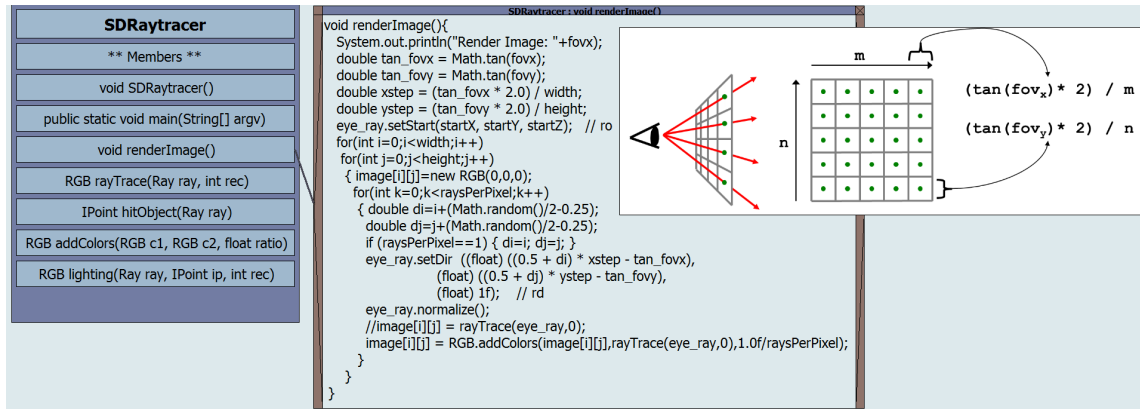 SDRaytracer
** Members **
void SDRaytracer()
public static void main(String[] argv)
void renderImage()
RGB rayTrace(Ray ray, int rec)
IPoint hitObject(Ray ray)
RGB addColors(RGB c1, RGB c2, float ratio)
RGB lighting(Ray ray, IPoint ip, int rec)
SDRaytracer : void renderImage()
void renderImage(){
System.out.println("Render Image: "+fovx);
double tan_fovx = Math.tan(fovx);
double tan_fovy = Math.tan(fovy);
double xstep = (tan_fovx * 2.0) / width;
double ystep = (tan_fovy * 2.0) / height;
eye_ray.setStart(startX, startY, startZ);   // ro
for(int i=0;i<width;i++)
for(int j=0;j<height;j++)
{ image[i][j]=new RGB(0,0,0);
for(int k=0;k<raysPerPixel;k++)
{ double di=i+(Math.random()/2-0.25);
double dj=j+(Math.random()/2-0.25);
if (raysPerPixel==1) { di=i; dj=j; }
eye_ray.setDir  ((float) ((0.5 + di) * xstep - tan_fovx),
(float) ((0.5 + dj) * ystep - tan_fovy),
(float) 1f);    // rd
eye_ray.normalize();
//image[i][j] = rayTrace(eye_ray,0);
image[i][j] = RGB.addColors(image[i][j],rayTrace(eye_ray,0),1.0f/raysPerPixel);
}
}
}
m
n
(tan(fovx)* 2) / m
(tan(fovy)* 2) / n